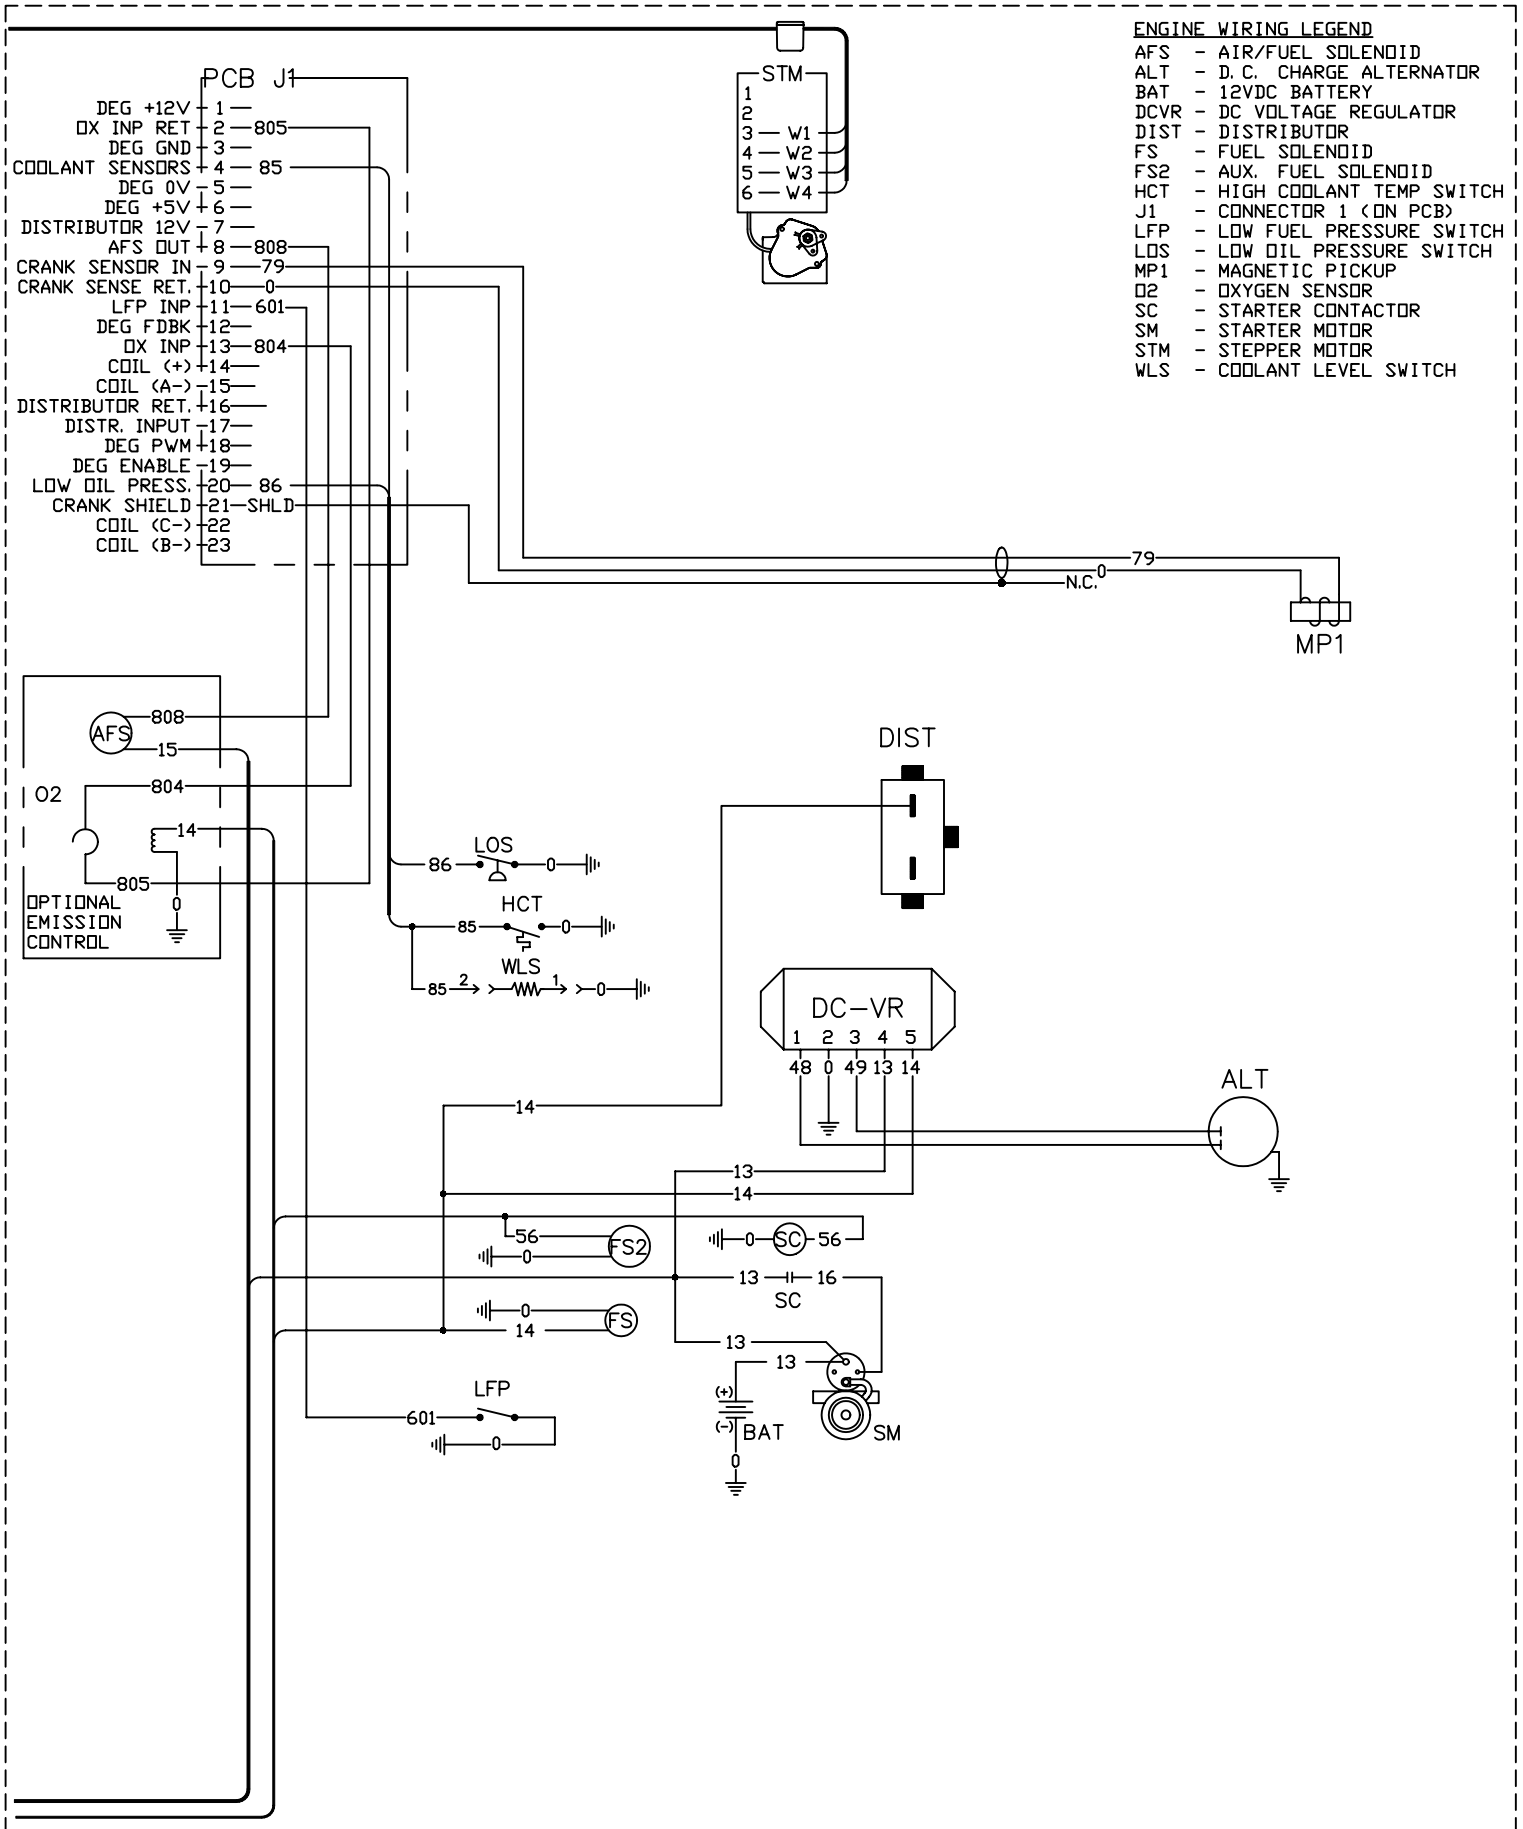 ENGINE WIRING LEGEND
AFS - AIR/FUEL SOLENOID
ALT - D.C. CHARGE ALTERNATOR
BAT - 12VDC BATTERY
DCVR - DC VOLTAGE REGULATOR
DIST - DISTRIBUTOR
FS - FUEL SOLENOID
FS2 - AUX. FUEL SOLENOID
HCT - HIGH COOLANT TEMP SWITCH
J1 - CONNECTOR 1 (ON PCB)
LFP - LOW FUEL PRESSURE SWITCH
LOS - LOW OIL PRESSURE SWITCH
MP1 - MAGNETIC PICKUP
O2 - OXYGEN SENSOR
SC - STARTER CONTACTOR
SM - STARTER MOTOR
STM - STEPPER MOTOR
WLS - COOLANT LEVEL SWITCH
PCB J1
DEG +12V 1
OX INP RET 2 805
DEG GND 3
COOLANT SENSORS 4 85
DEG 0V 5
DEG +5V 6
DISTRIBUTOR 12V 7
AFS OUT 8 808
CRANK SENSOR IN 9 79
CRANK SENSE RET. 10 0
LFP INP 11 601
DEG FDBK 12
OX INP 13 804
COIL (+) 14
COIL (A-) 15
DISTRIBUTOR RET. 16
DISTR. INPUT 17
DEG PWM 18
DEG ENABLE 19
LOW OIL PRESS. 20 86
CRANK SHIELD 21 SHLD
COIL (C-) 22
COIL (B-) 23
STM
1
2
3 W1
4 W2
5 W3
6 W4
79
0
N.C.
MP1
808
AFS
15
804
O2
14
805
0
OPTIONAL
EMISSION
CONTROL
DIST
LOS
86 0
HCT
85 0
WLS
85 2 1 0
DC-VR
1 2 3 4 5
48 0 49 13 14
ALT
14
13
14
56
FS2
0
0 SC 56
13 16
SC
0
FS
14
13
13
LFP
601
0
(+)
(-)
BAT
SM
0